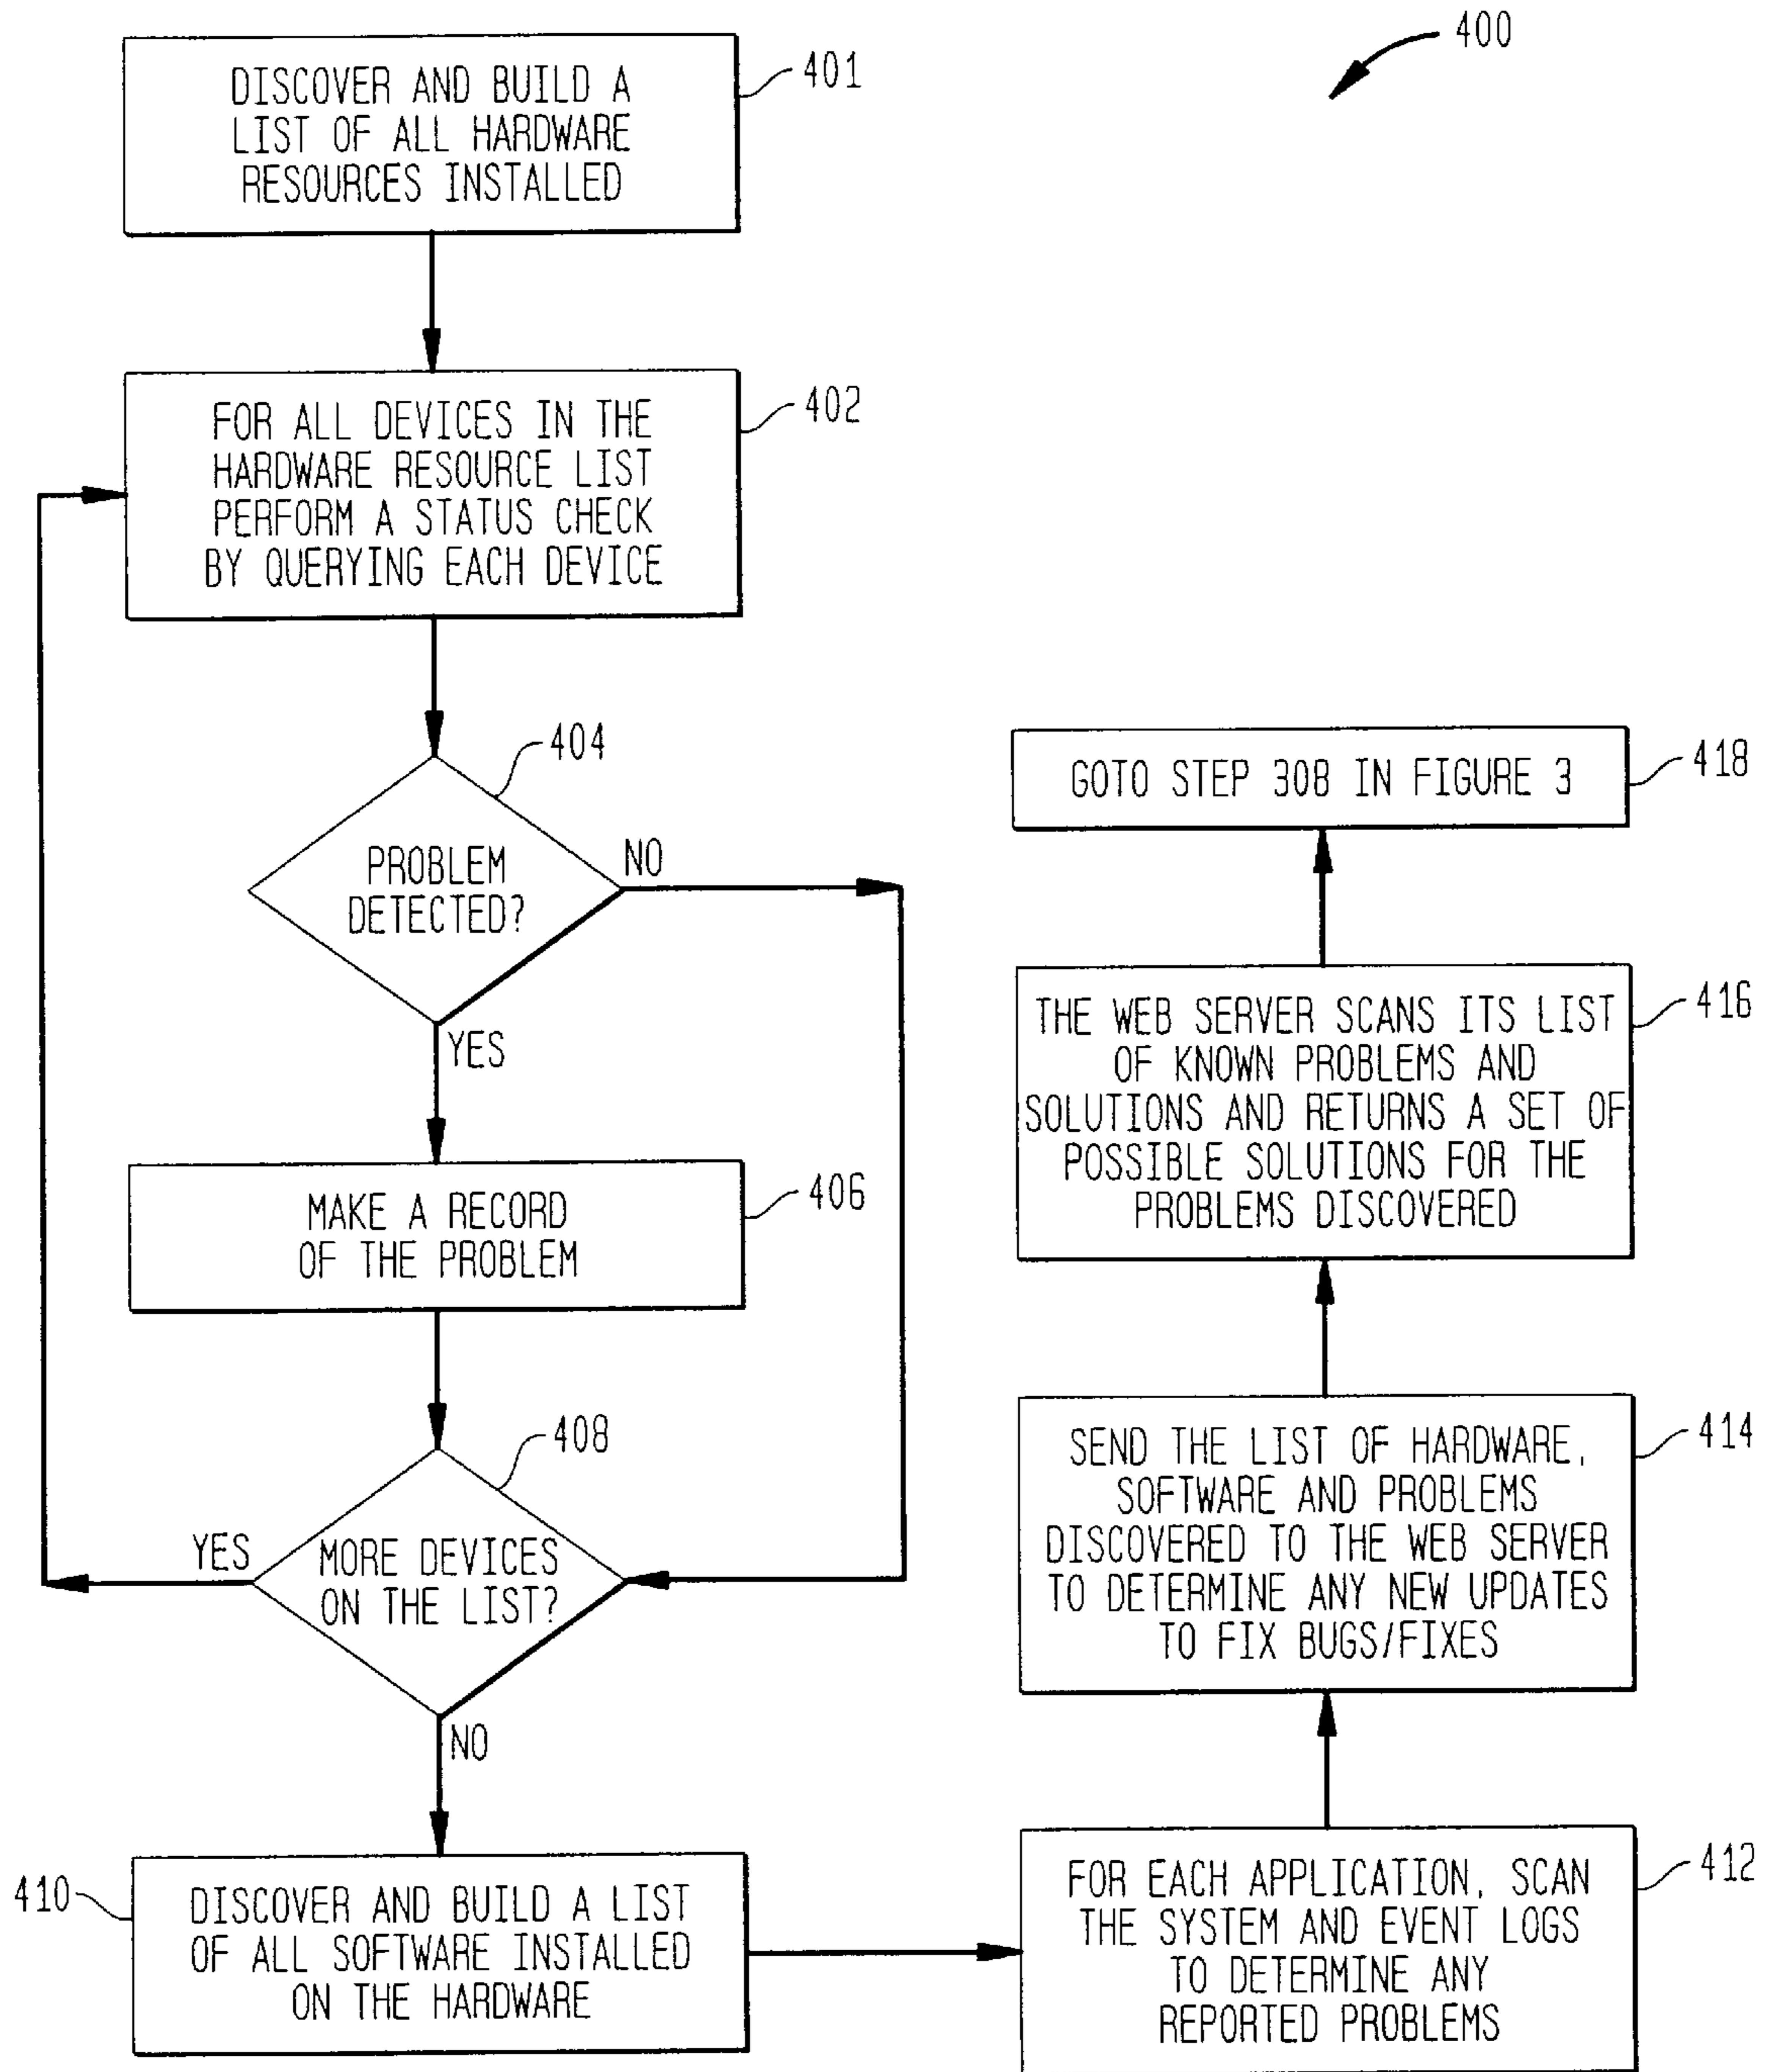 400
DISCOVER AND BUILD A
LIST OF ALL HARDWARE
RESOURCES INSTALLED
401
FOR ALL DEVICES IN THE
HARDWARE RESOURCE LIST
PERFORM A STATUS CHECK
BY QUERYING EACH DEVICE
402
404
PROBLEM
DETECTED?
NO
YES
MAKE A RECORD
OF THE PROBLEM
406
408
YES
MORE DEVICES
ON THE LIST?
NO
410
DISCOVER AND BUILD A LIST
OF ALL SOFTWARE INSTALLED
ON THE HARDWARE
FOR EACH APPLICATION, SCAN
THE SYSTEM AND EVENT LOGS
TO DETERMINE ANY
REPORTED PROBLEMS
412
SEND THE LIST OF HARDWARE,
SOFTWARE AND PROBLEMS
DISCOVERED TO THE WEB SERVER
TO DETERMINE ANY NEW UPDATES
TO FIX BUGS/FIXES
414
THE WEB SERVER SCANS ITS LIST
OF KNOWN PROBLEMS AND
SOLUTIONS AND RETURNS A SET OF
POSSIBLE SOLUTIONS FOR THE
PROBLEMS DISCOVERED
416
GOTO STEP 308 IN FIGURE 3
418